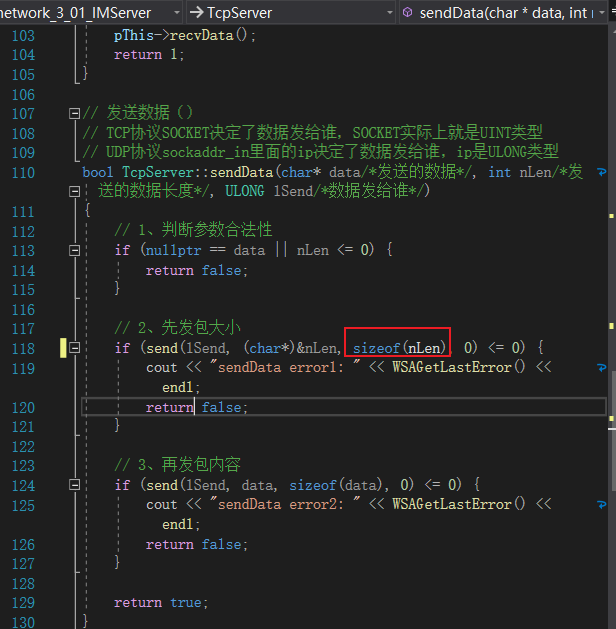 network_3_01_IMServer
TcpServer
sendData(char * data, int n
103 pThis->recvData();
104 return 1;
105 }
106
107 // 发送数据（）
108 // TCP协议SOCKET决定了数据发给谁，SOCKET实际上就是UINT类型
109 // UDP协议sockaddr_in里面的ip决定了数据发给谁，ip是ULONG类型
110 bool TcpServer::sendData(char* data/*发送的数据*/, int nLen/*发
送的数据长度*/, ULONG lSend/*数据发给谁*/)
111 {
112 // 1、判断参数合法性
113 if (nullptr == data || nLen <= 0) {
114 return false;
115 }
116
117 // 2、先发包大小
118 if (send(lSend, (char*)&nLen, sizeof(nLen), 0) <= 0) {
119 cout << "sendData error1: " << WSAGetLastError() <<
endl;
120 return false;
121 }
122
123 // 3、再发包内容
124 if (send(lSend, data, sizeof(data), 0) <= 0) {
125 cout << "sendData error2: " << WSAGetLastError() <<
endl;
126 return false;
127 }
128
129 return true;
130 }